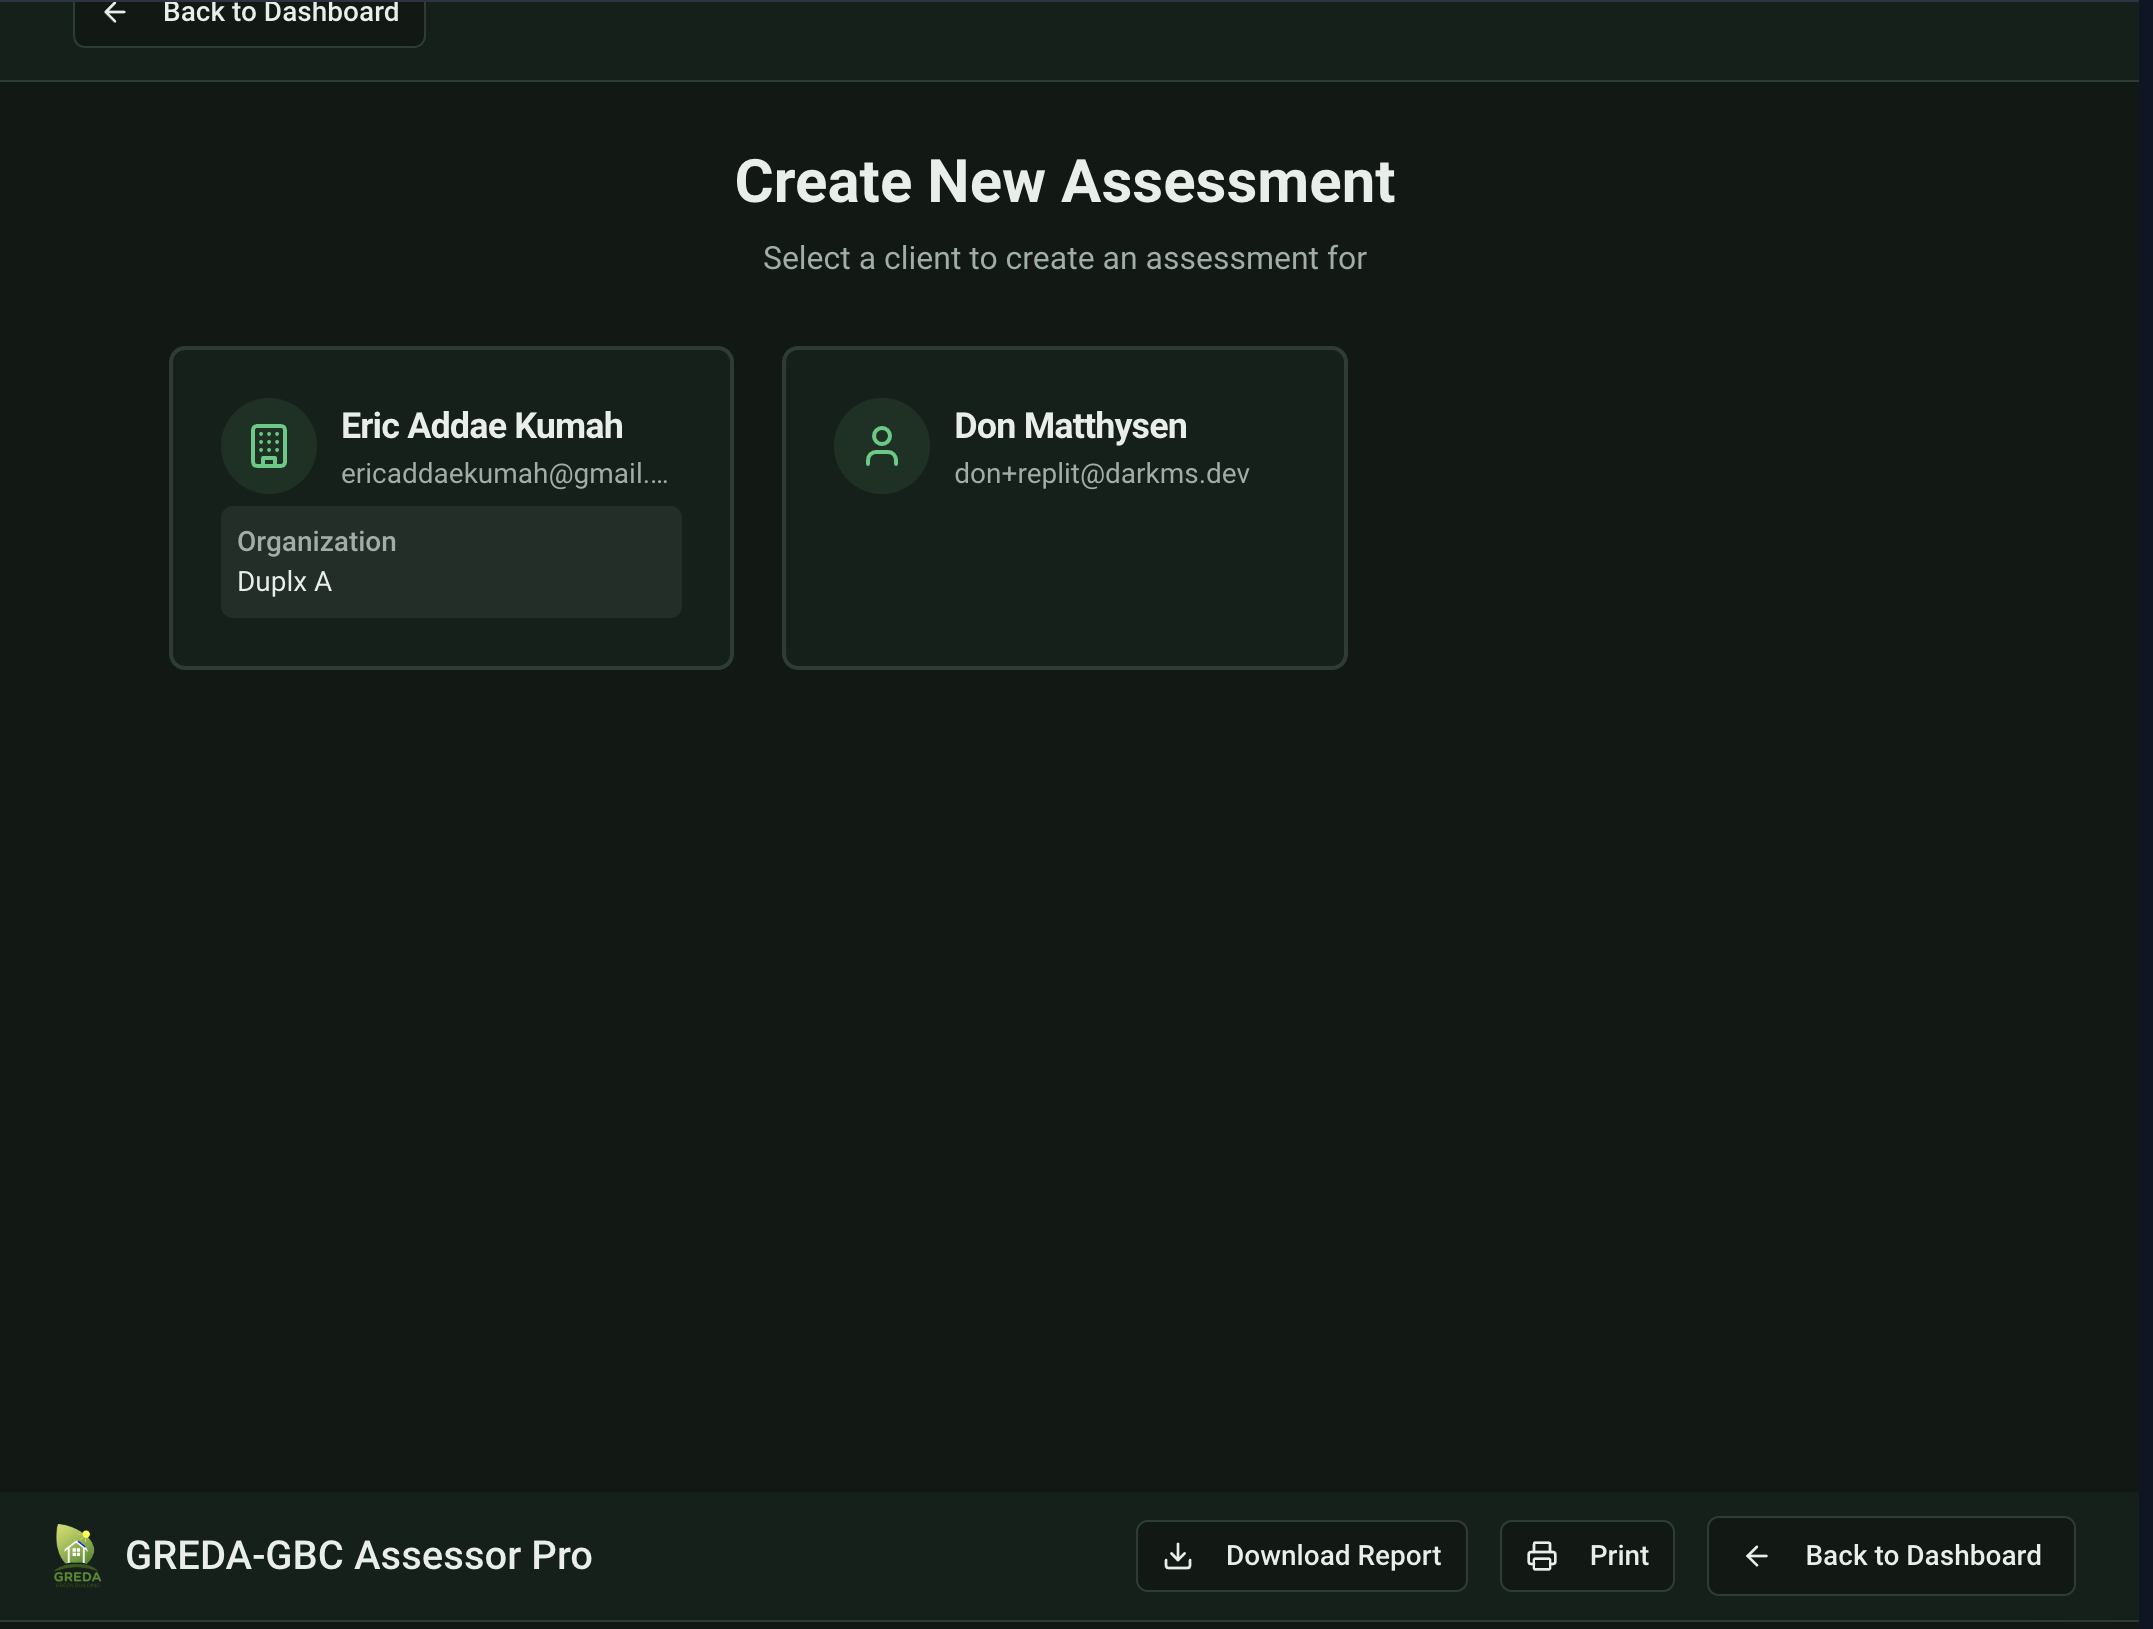 Back to Dashboard
Create New Assessment
Select a client to create an assessment for
Eric Addae Kumah
ericaddaekumah@gmail....
Organization
Duplx A
Don Matthysen
don+replit@darkms.dev
GREDA
GREDA-GBC Assessor Pro
Download Report
Print
Back to Dashboard